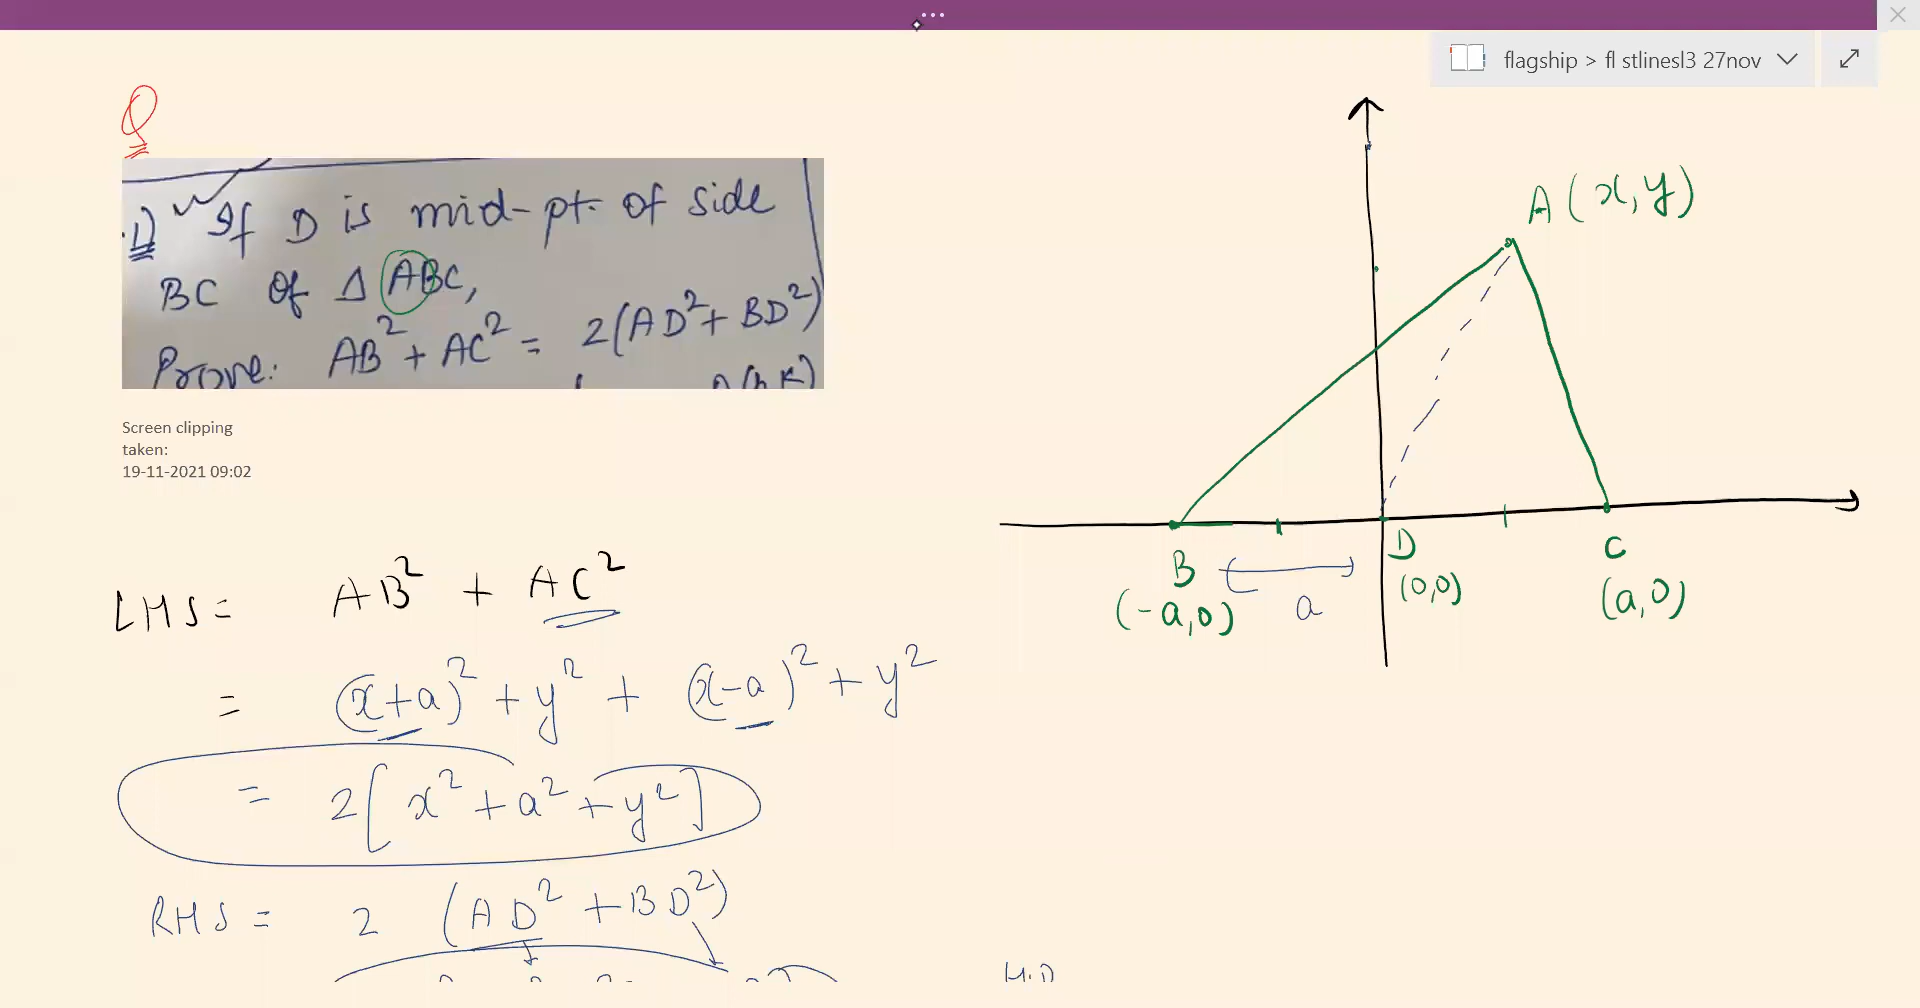 flagship > fl stlinesl3 27nov
Q
1) If D is mid-pt. of side
BC of Δ ABC,
Prove: AB² + AC² = 2(AD² + BD²)
Screen clipping
taken:
19-11-2021 09:02
A(x,y)
B
D
C
(-a,0)
a
(0,0)
(a,0)
LHS = AB² + AC²
= (x+a)² + y² + (x-a)² + y²
= 2[x² + a² + y²]
RHS = 2 (AD² + BD²)